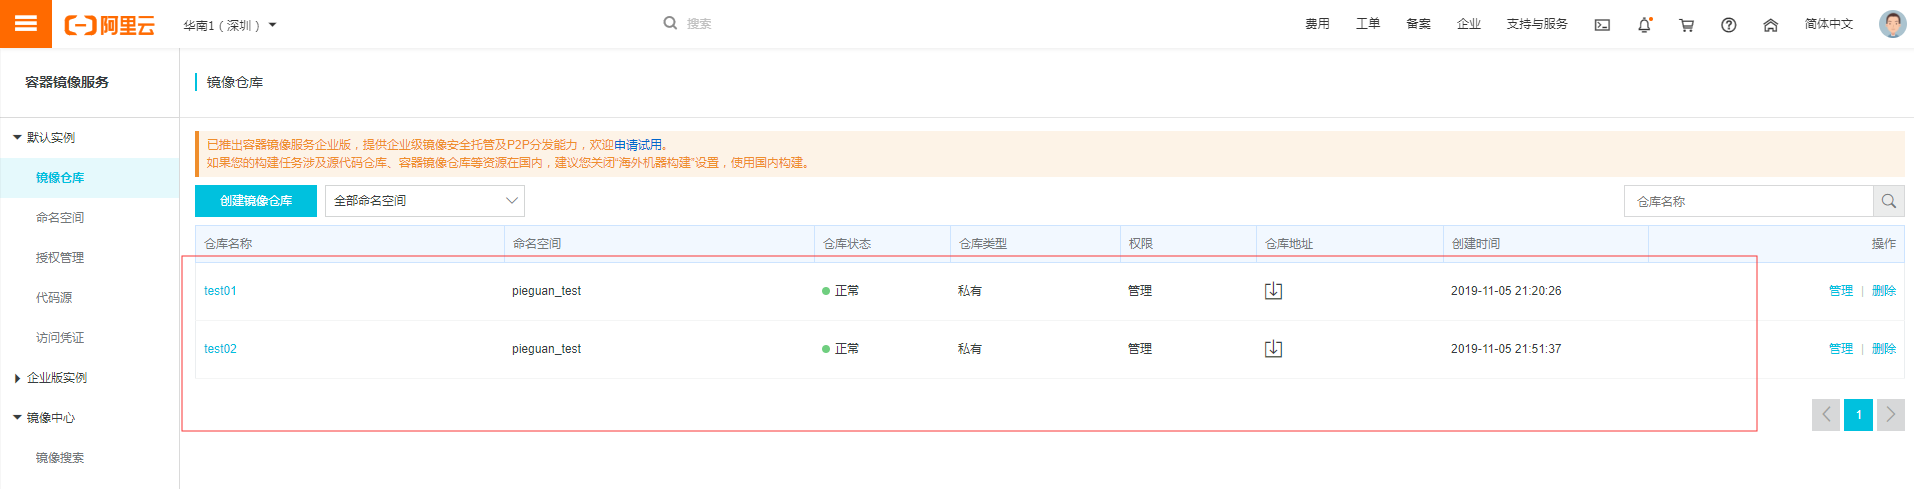 阿里云
华南1（深圳）
搜索
费用
工单
备案
企业
支持与服务
简体中文
容器镜像服务
默认实例
镜像仓库
命名空间
授权管理
代码源
访问凭证
企业版实例
镜像中心
镜像搜索
镜像仓库
已推出容器镜像服务企业版，提供企业级镜像安全托管及P2P分发能力，欢迎申请试用。
如果您的构建任务涉及源代码仓库、容器镜像仓库等资源在国内，建议您关闭“海外机器构建”设置，使用国内构建。
创建镜像仓库
全部命名空间
仓库名称
仓库名称 命名空间 仓库状态 仓库类型 权限 仓库地址 创建时间 操作
test01 pieguan_test 正常 私有 管理 2019-11-05 21:20:26 管理 | 删除
test02 pieguan_test 正常 私有 管理 2019-11-05 21:51:37 管理 | 删除
1